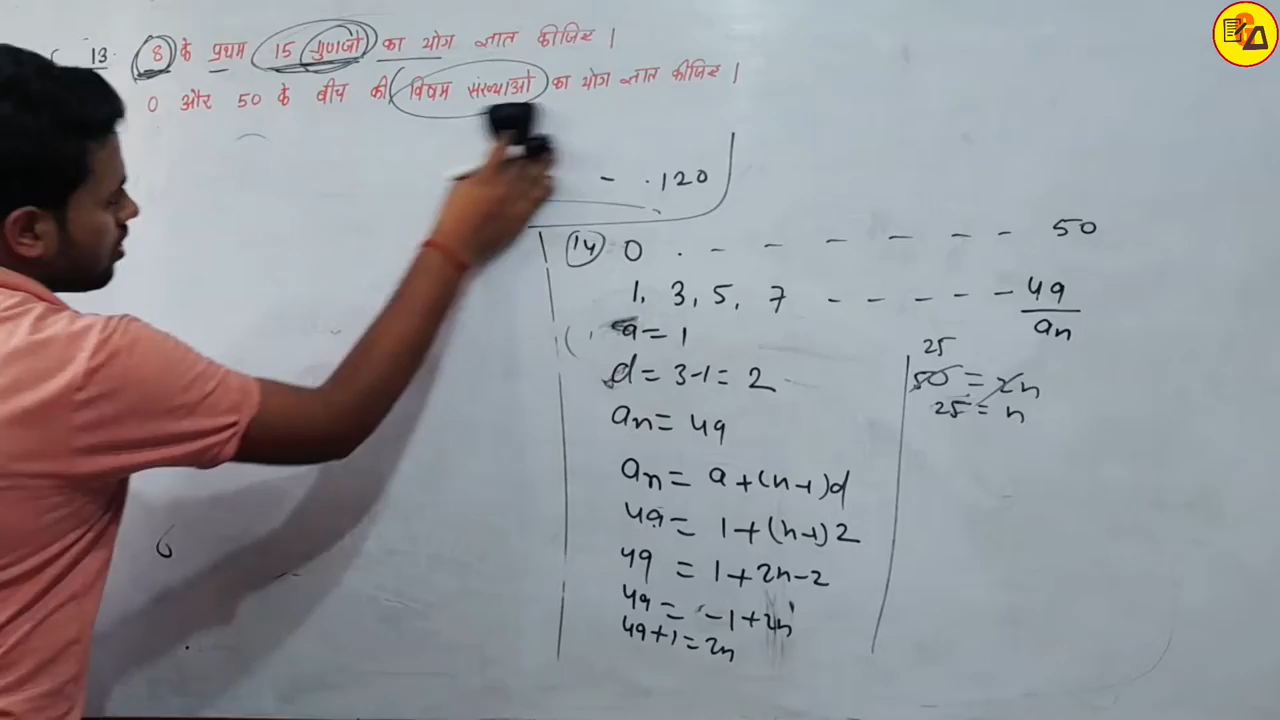 13. 8 के प्रथम 15 गुणजो का योग ज्ञात कीजिए |
0 और 50 के बीच की विषम संख्याओ का योग ज्ञात कीजिए |
- . 120
(14) 0 . - - - - - - 50
1, 3, 5, 7 - - - - - 49
an
a = 1
d = 3-1 = 2
an = 49
an = a + (n-1)d
49 = 1 + (n-1) 2
49 = 1 + 2n - 2
49 = -1 + 2n
49+1 = 2n
25
50 = 2n
25 = n
6